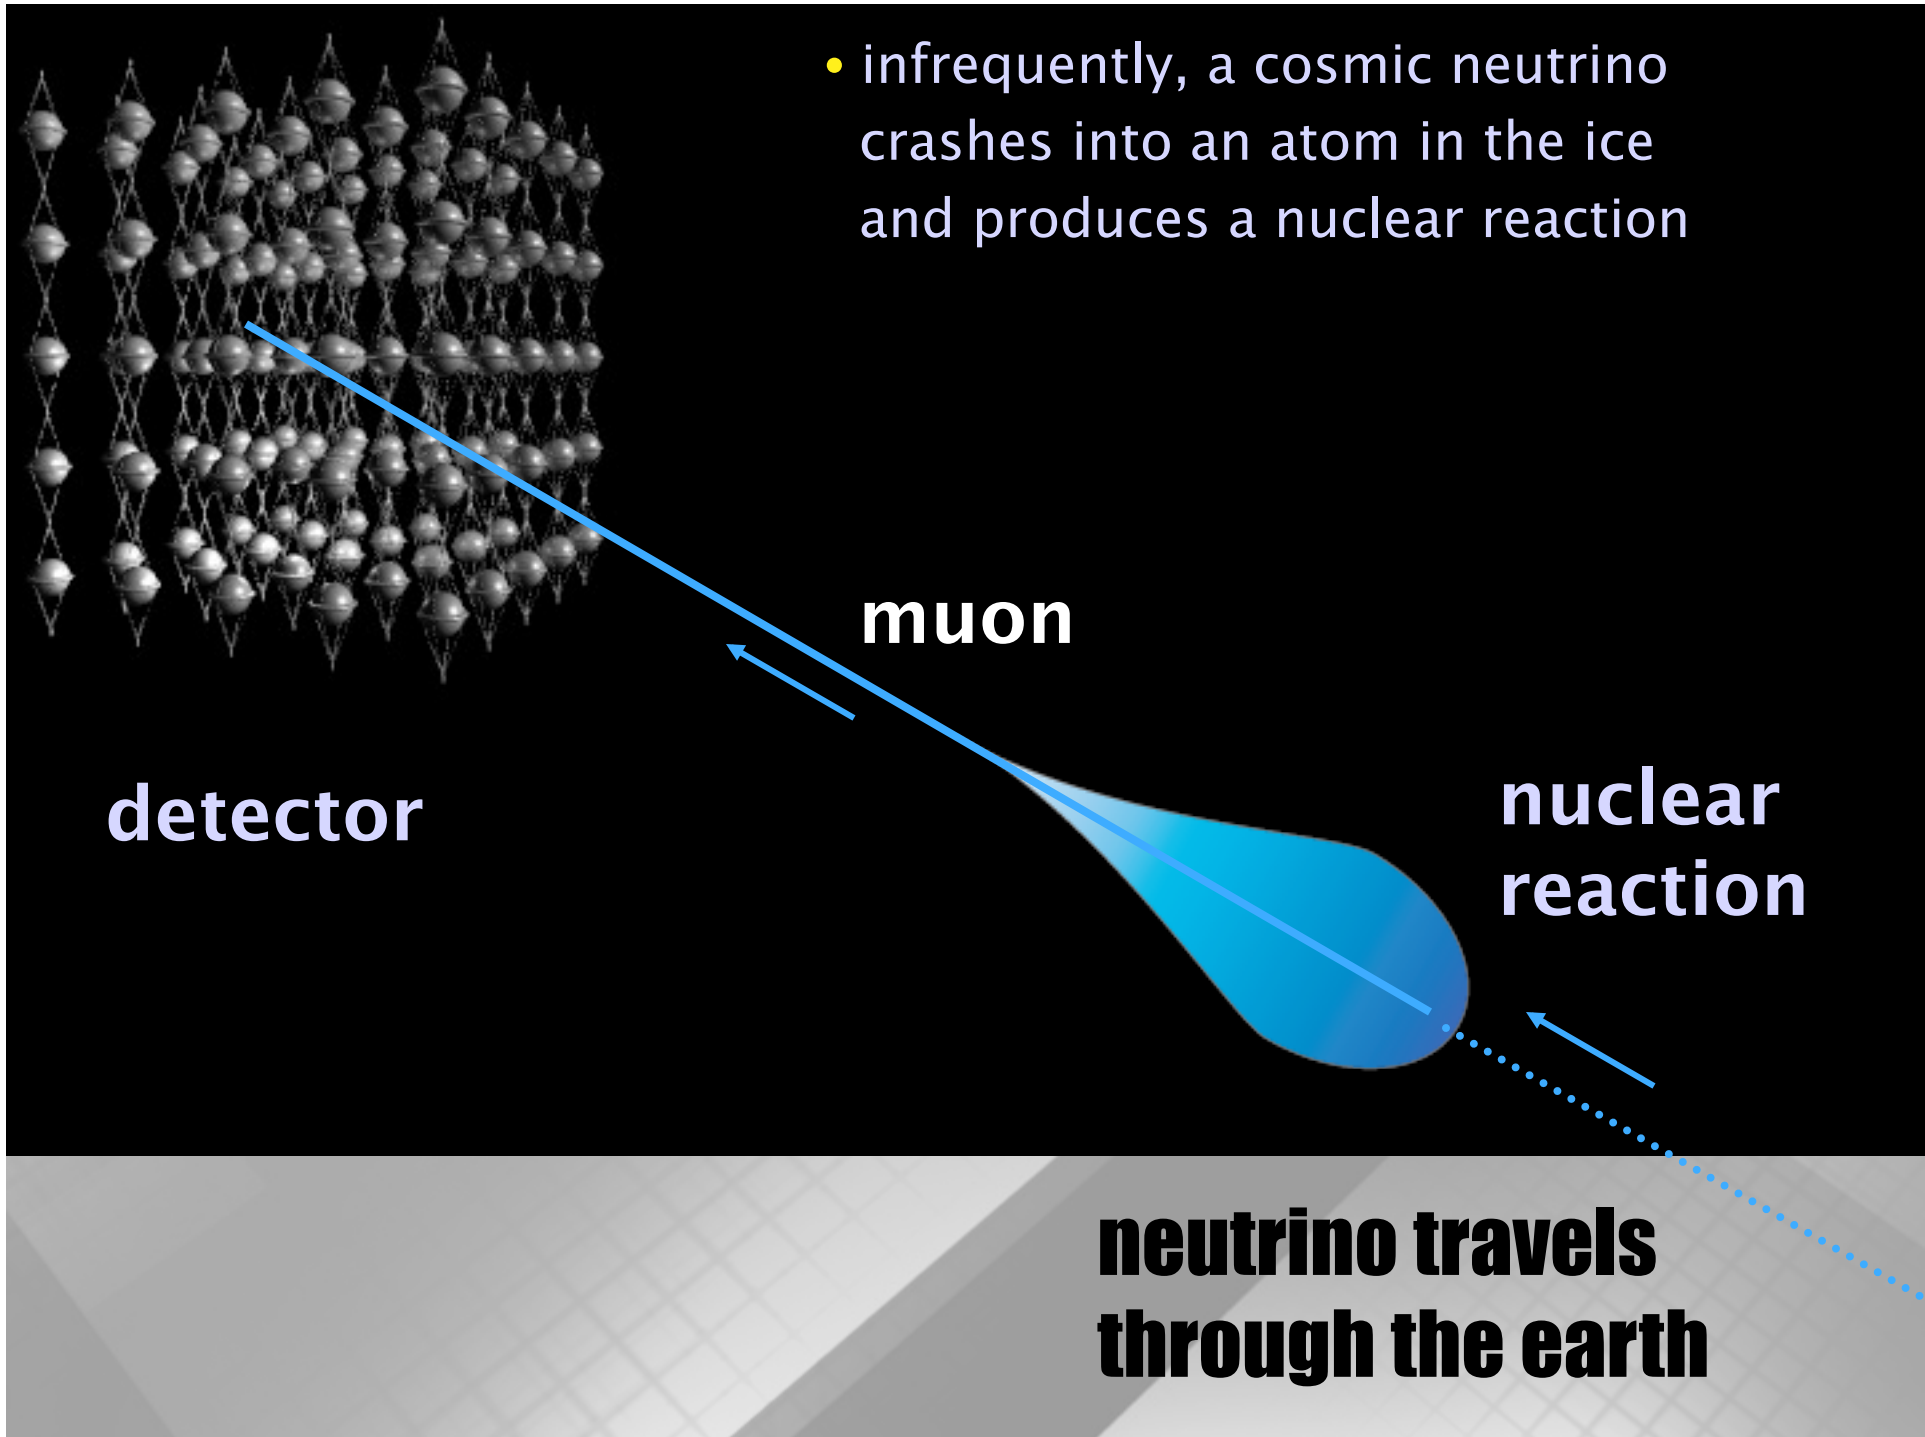 • infrequently, a cosmic neutrino
crashes into an atom in the ice
and produces a nuclear reaction
muon
detector
nuclear
reaction
neutrino travels
through the earth